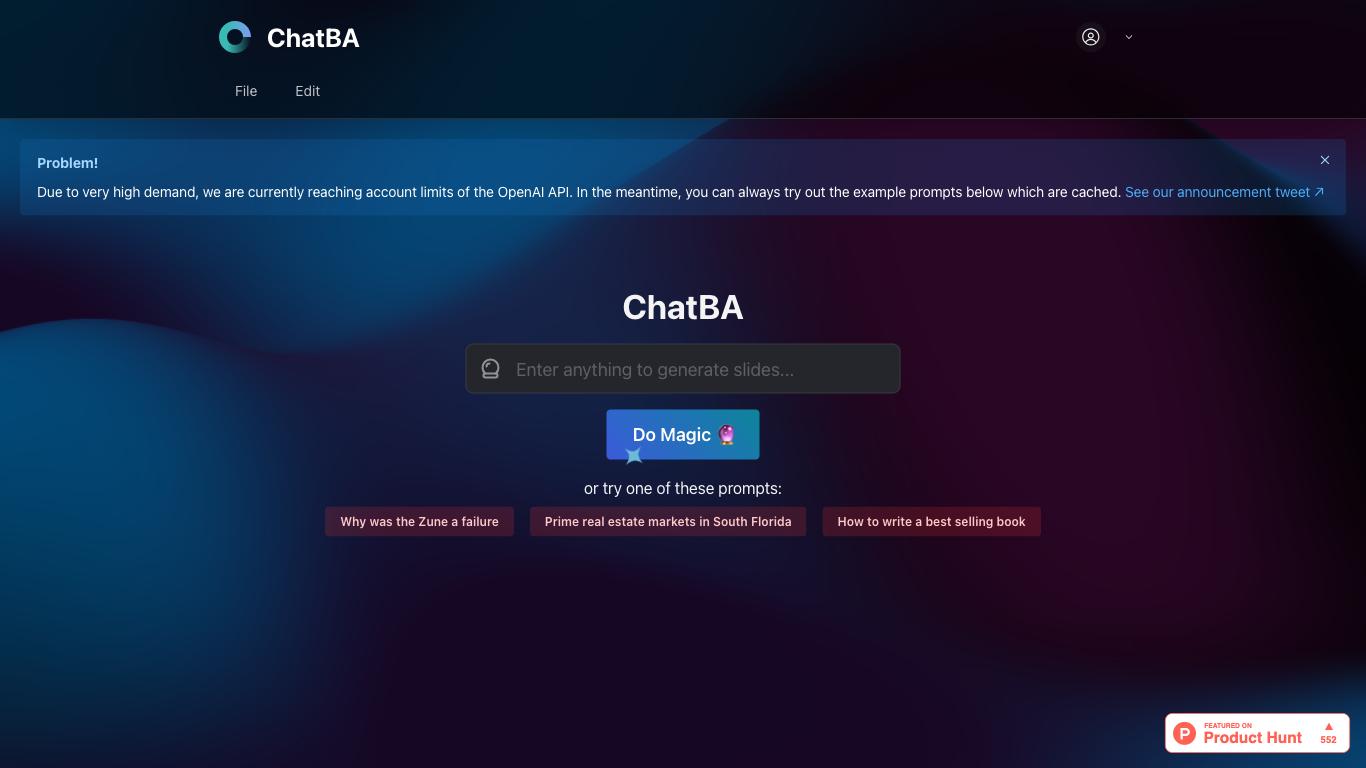 ChatBA
File Edit
Problem!
Due to very high demand, we are currently reaching account limits of the OpenAI API. In the meantime, you can always try out the example prompts below which are cached. See our announcement tweet ↗
ChatBA
Enter anything to generate slides...
Do Magic 🔮
or try one of these prompts:
Why was the Zune a failure
Prime real estate markets in South Florida
How to write a best selling book
FEATURED ON
Product Hunt
▲
552